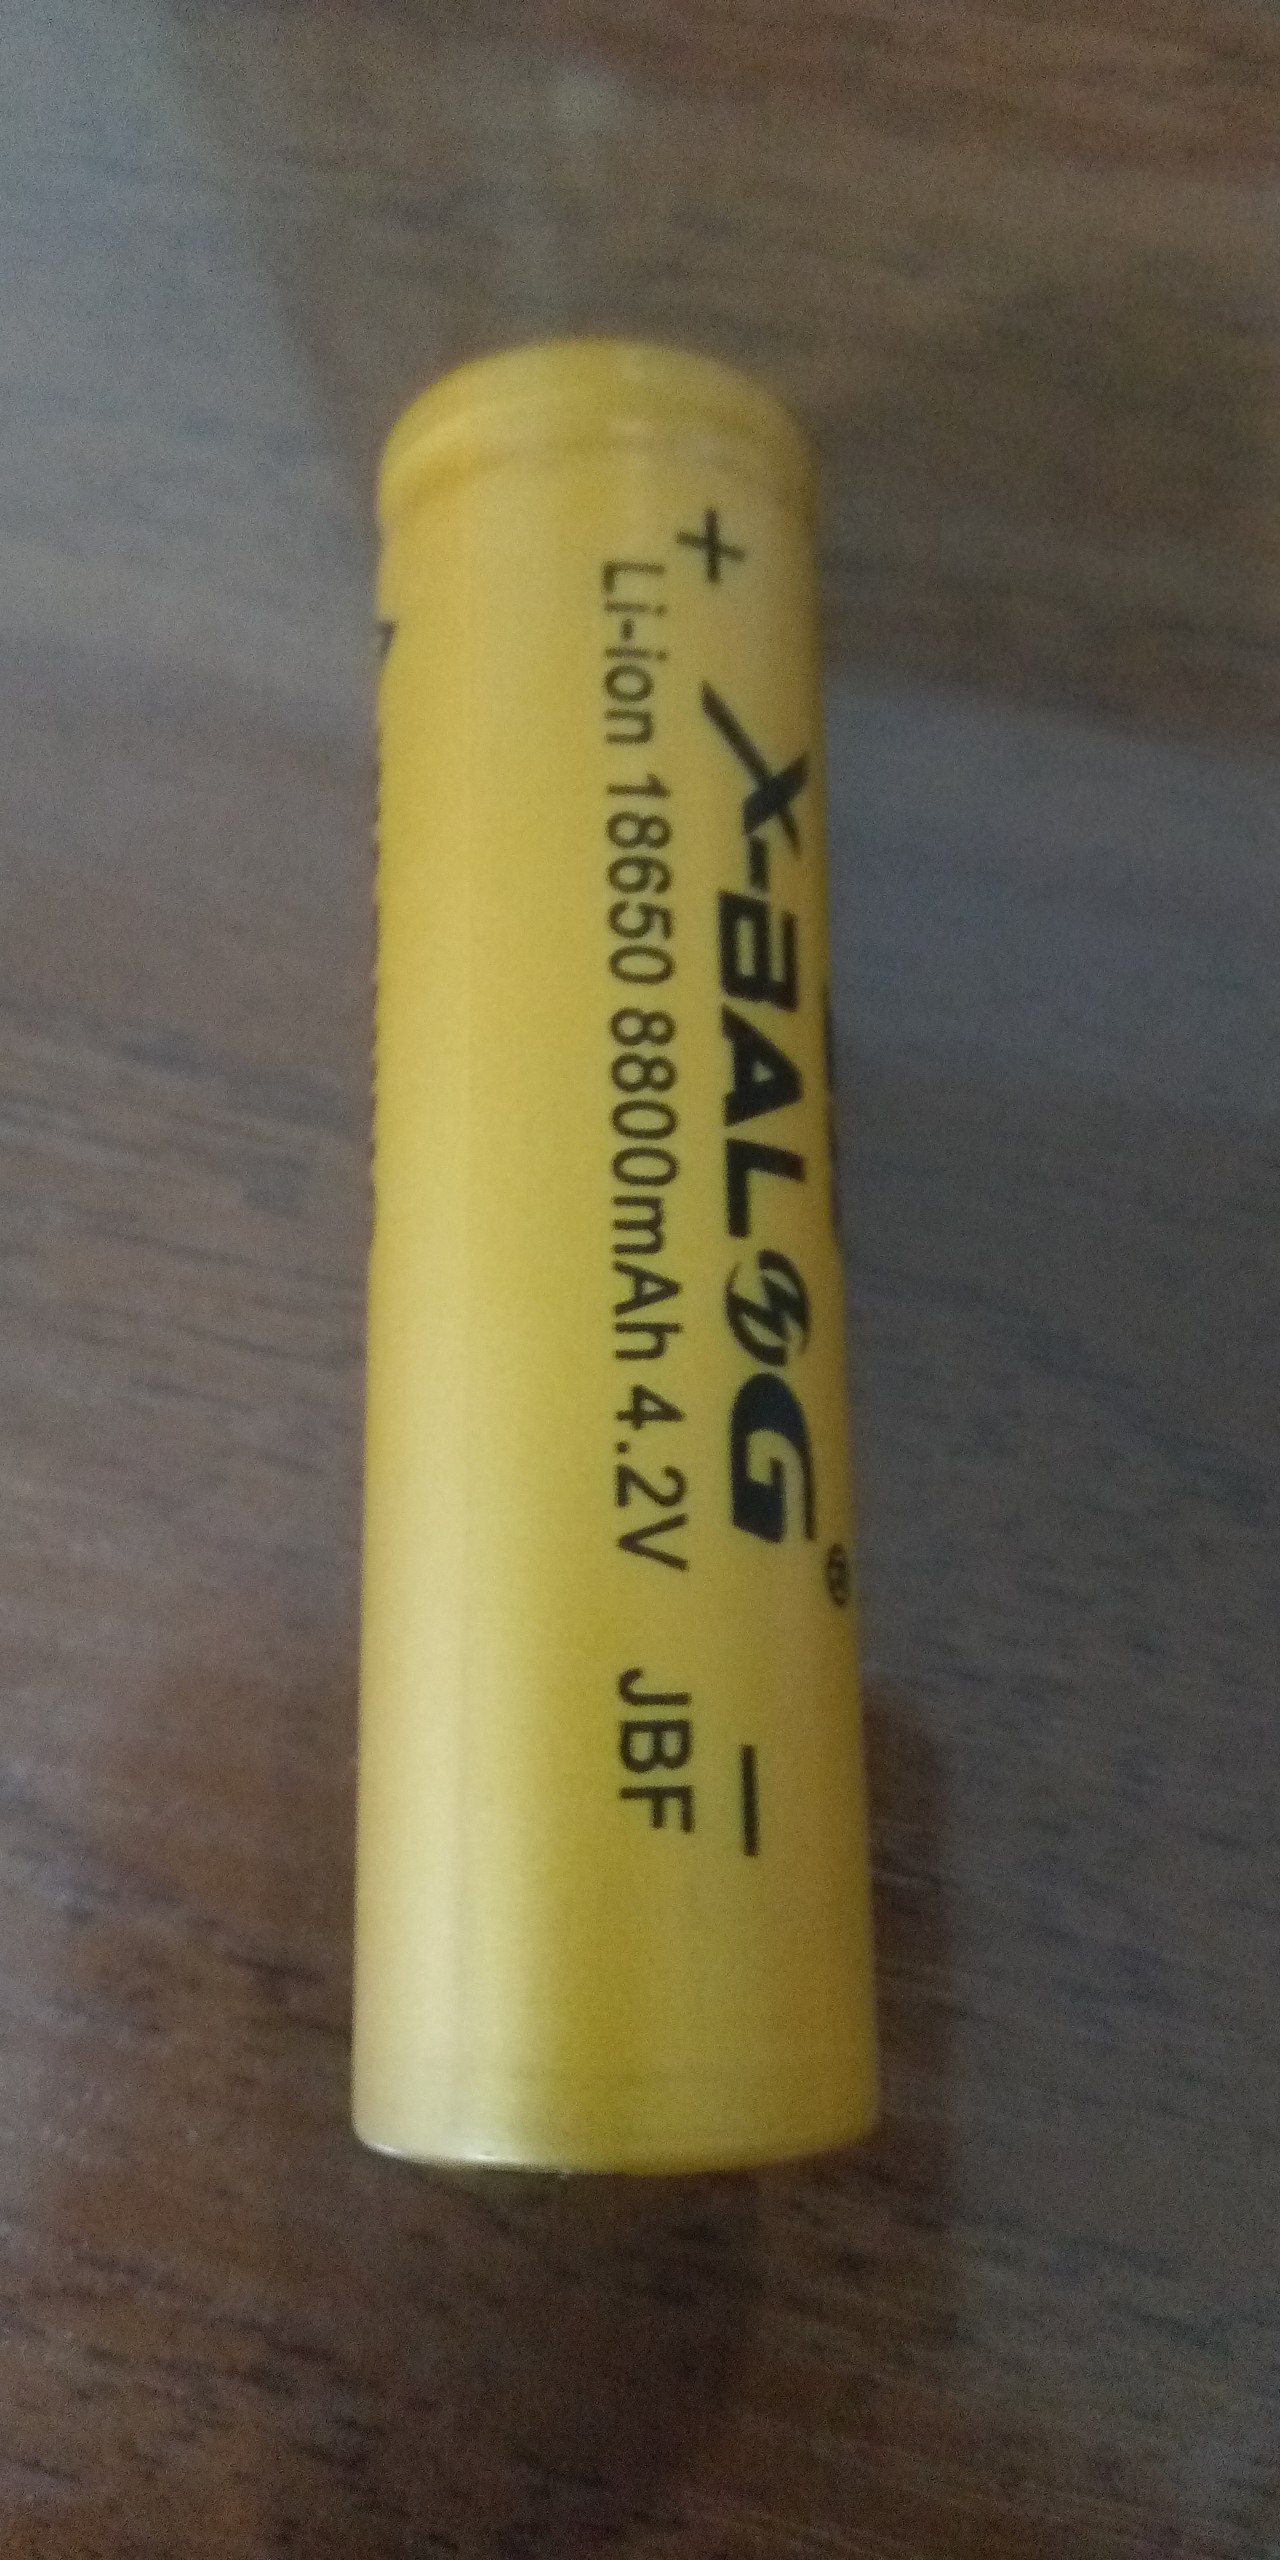 + X-BALOG® −
Li-ion 18650 8800mAh 4.2V JBF